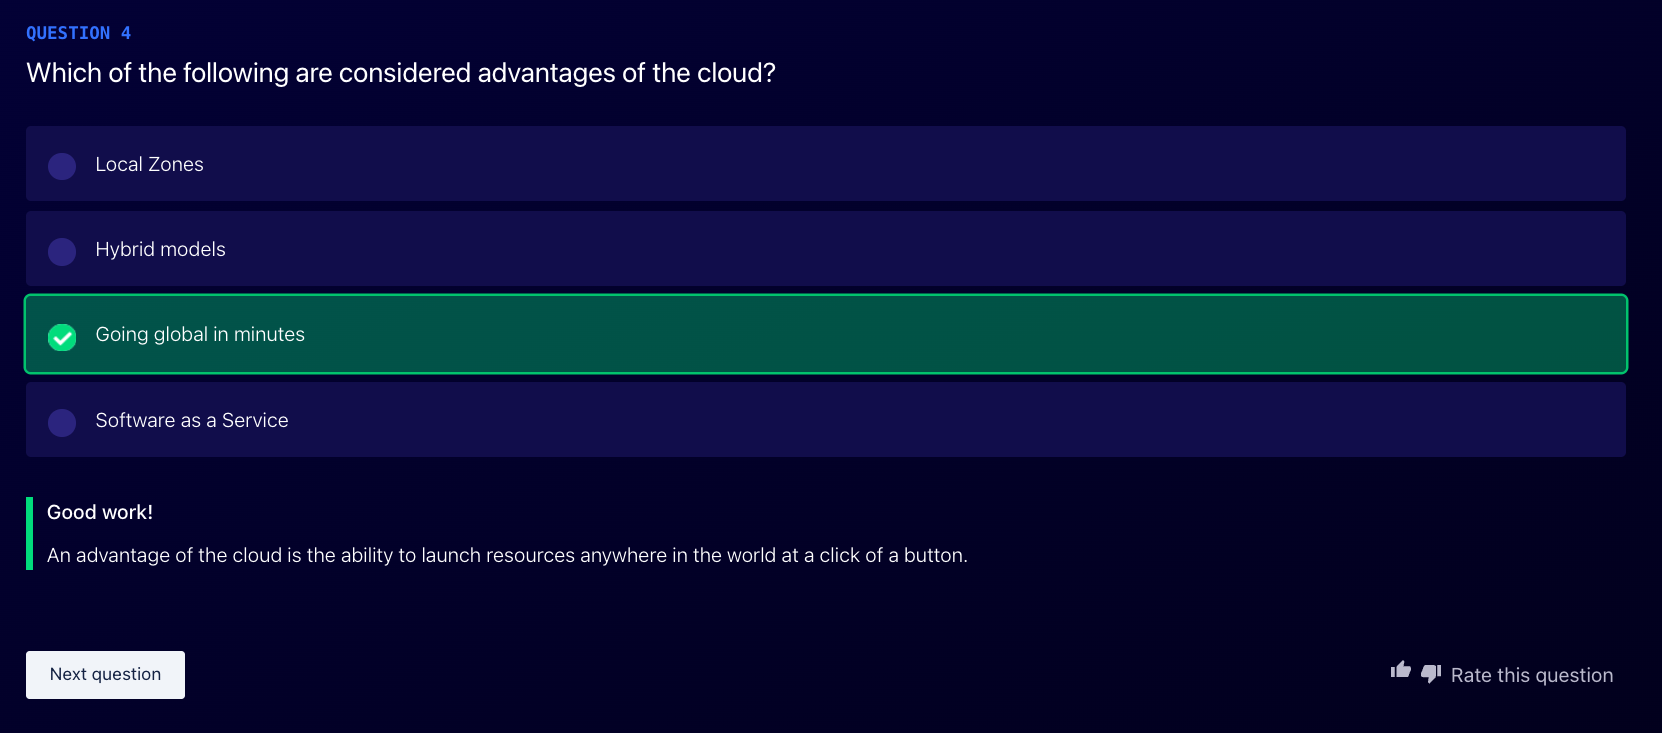 QUESTION 4
Which of the following are considered advantages of the cloud?
Local Zones
Hybrid models
Going global in minutes
Software as a Service
Good work!
An advantage of the cloud is the ability to launch resources anywhere in the world at a click of a button.
Next question
Rate this question